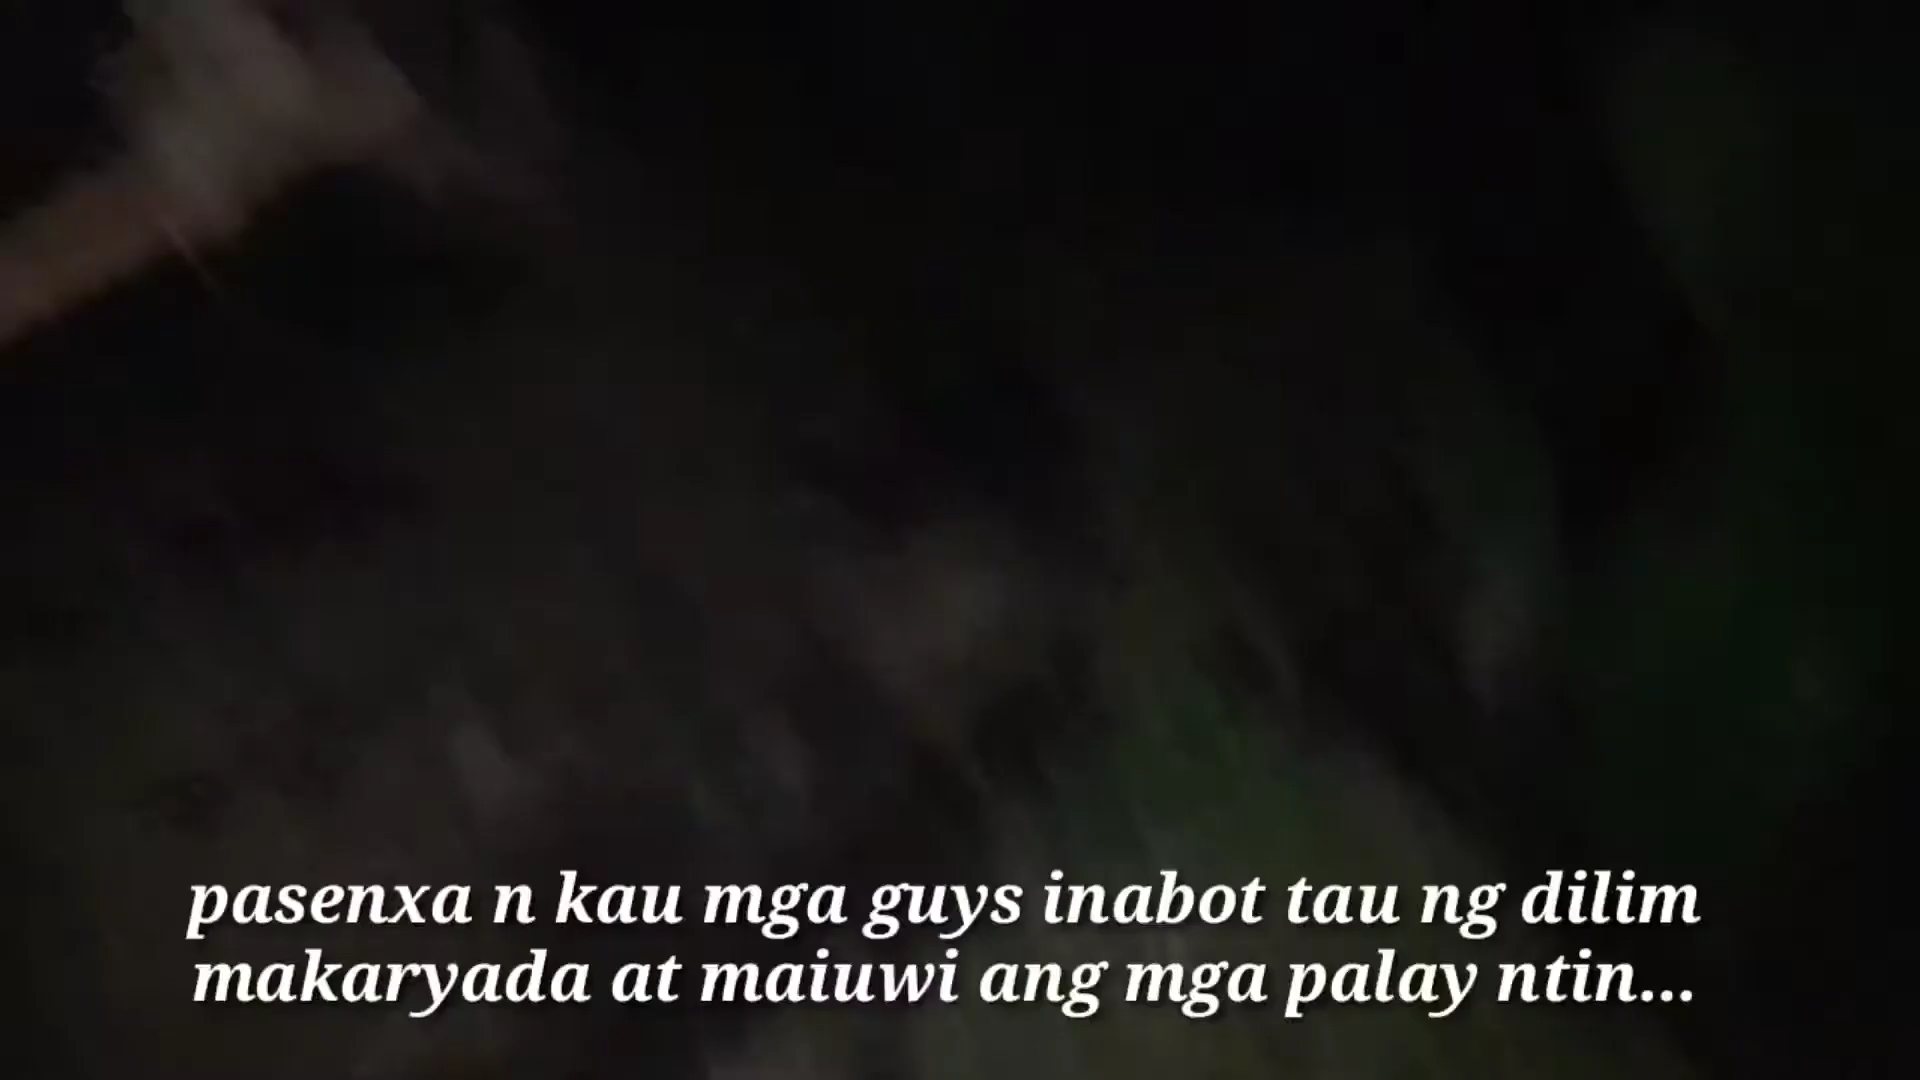 pasenxa n kau mga guys inabot tau ng dilim
makaryada at maiuwi ang mga palay ntin...